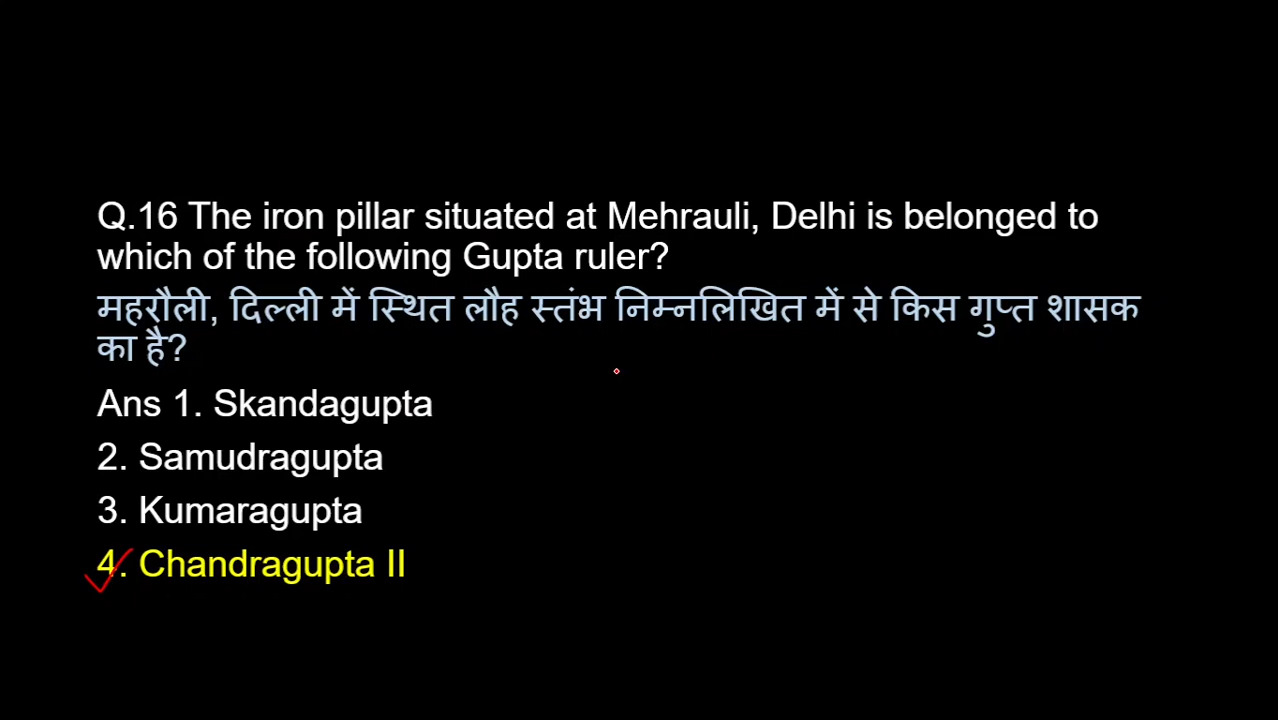 Q.16 The iron pillar situated at Mehrauli, Delhi is belonged to
which of the following Gupta ruler?
महरौली, दिल्ली में स्थित लौह स्तंभ निम्नलिखित में से किस गुप्त शासक
का है?
Ans 1. Skandagupta
2. Samudragupta
3. Kumaragupta
4. Chandragupta II